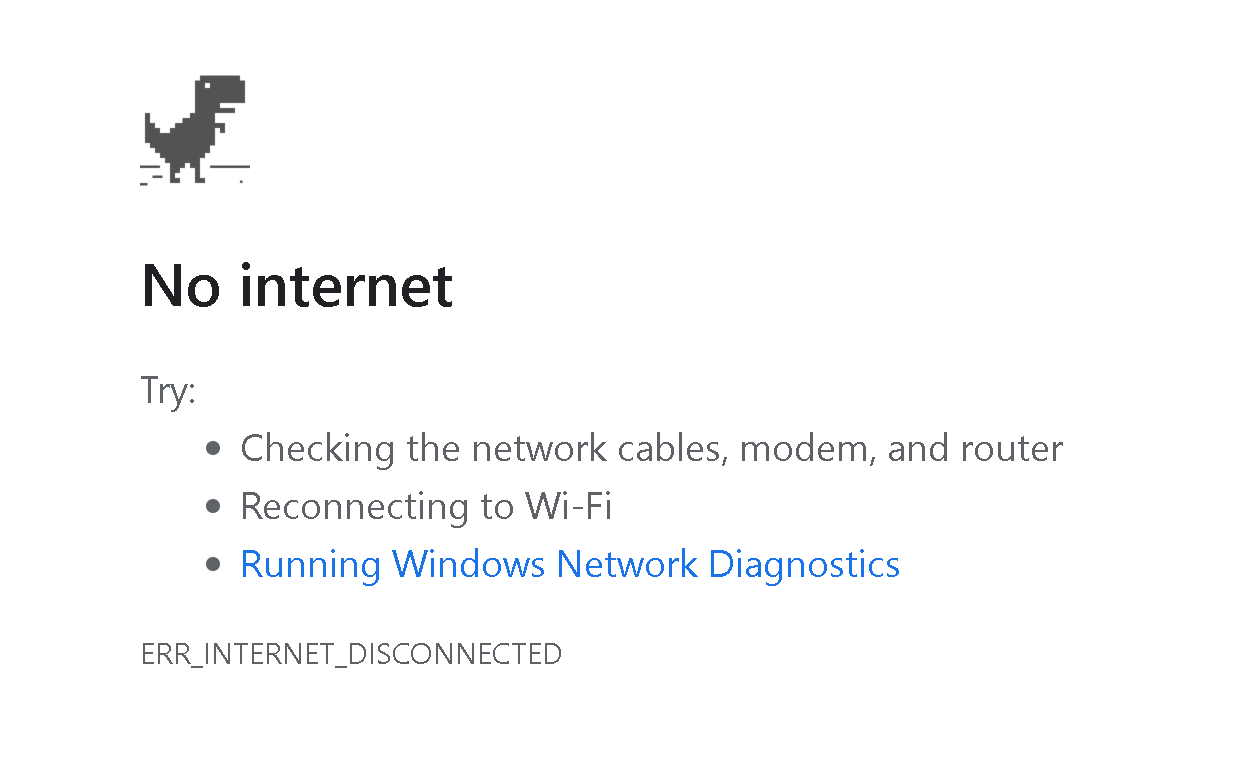 No internet
Try:
Checking the network cables, modem, and router
Reconnecting to Wi-Fi
Running Windows Network Diagnostics
ERR_INTERNET_DISCONNECTED